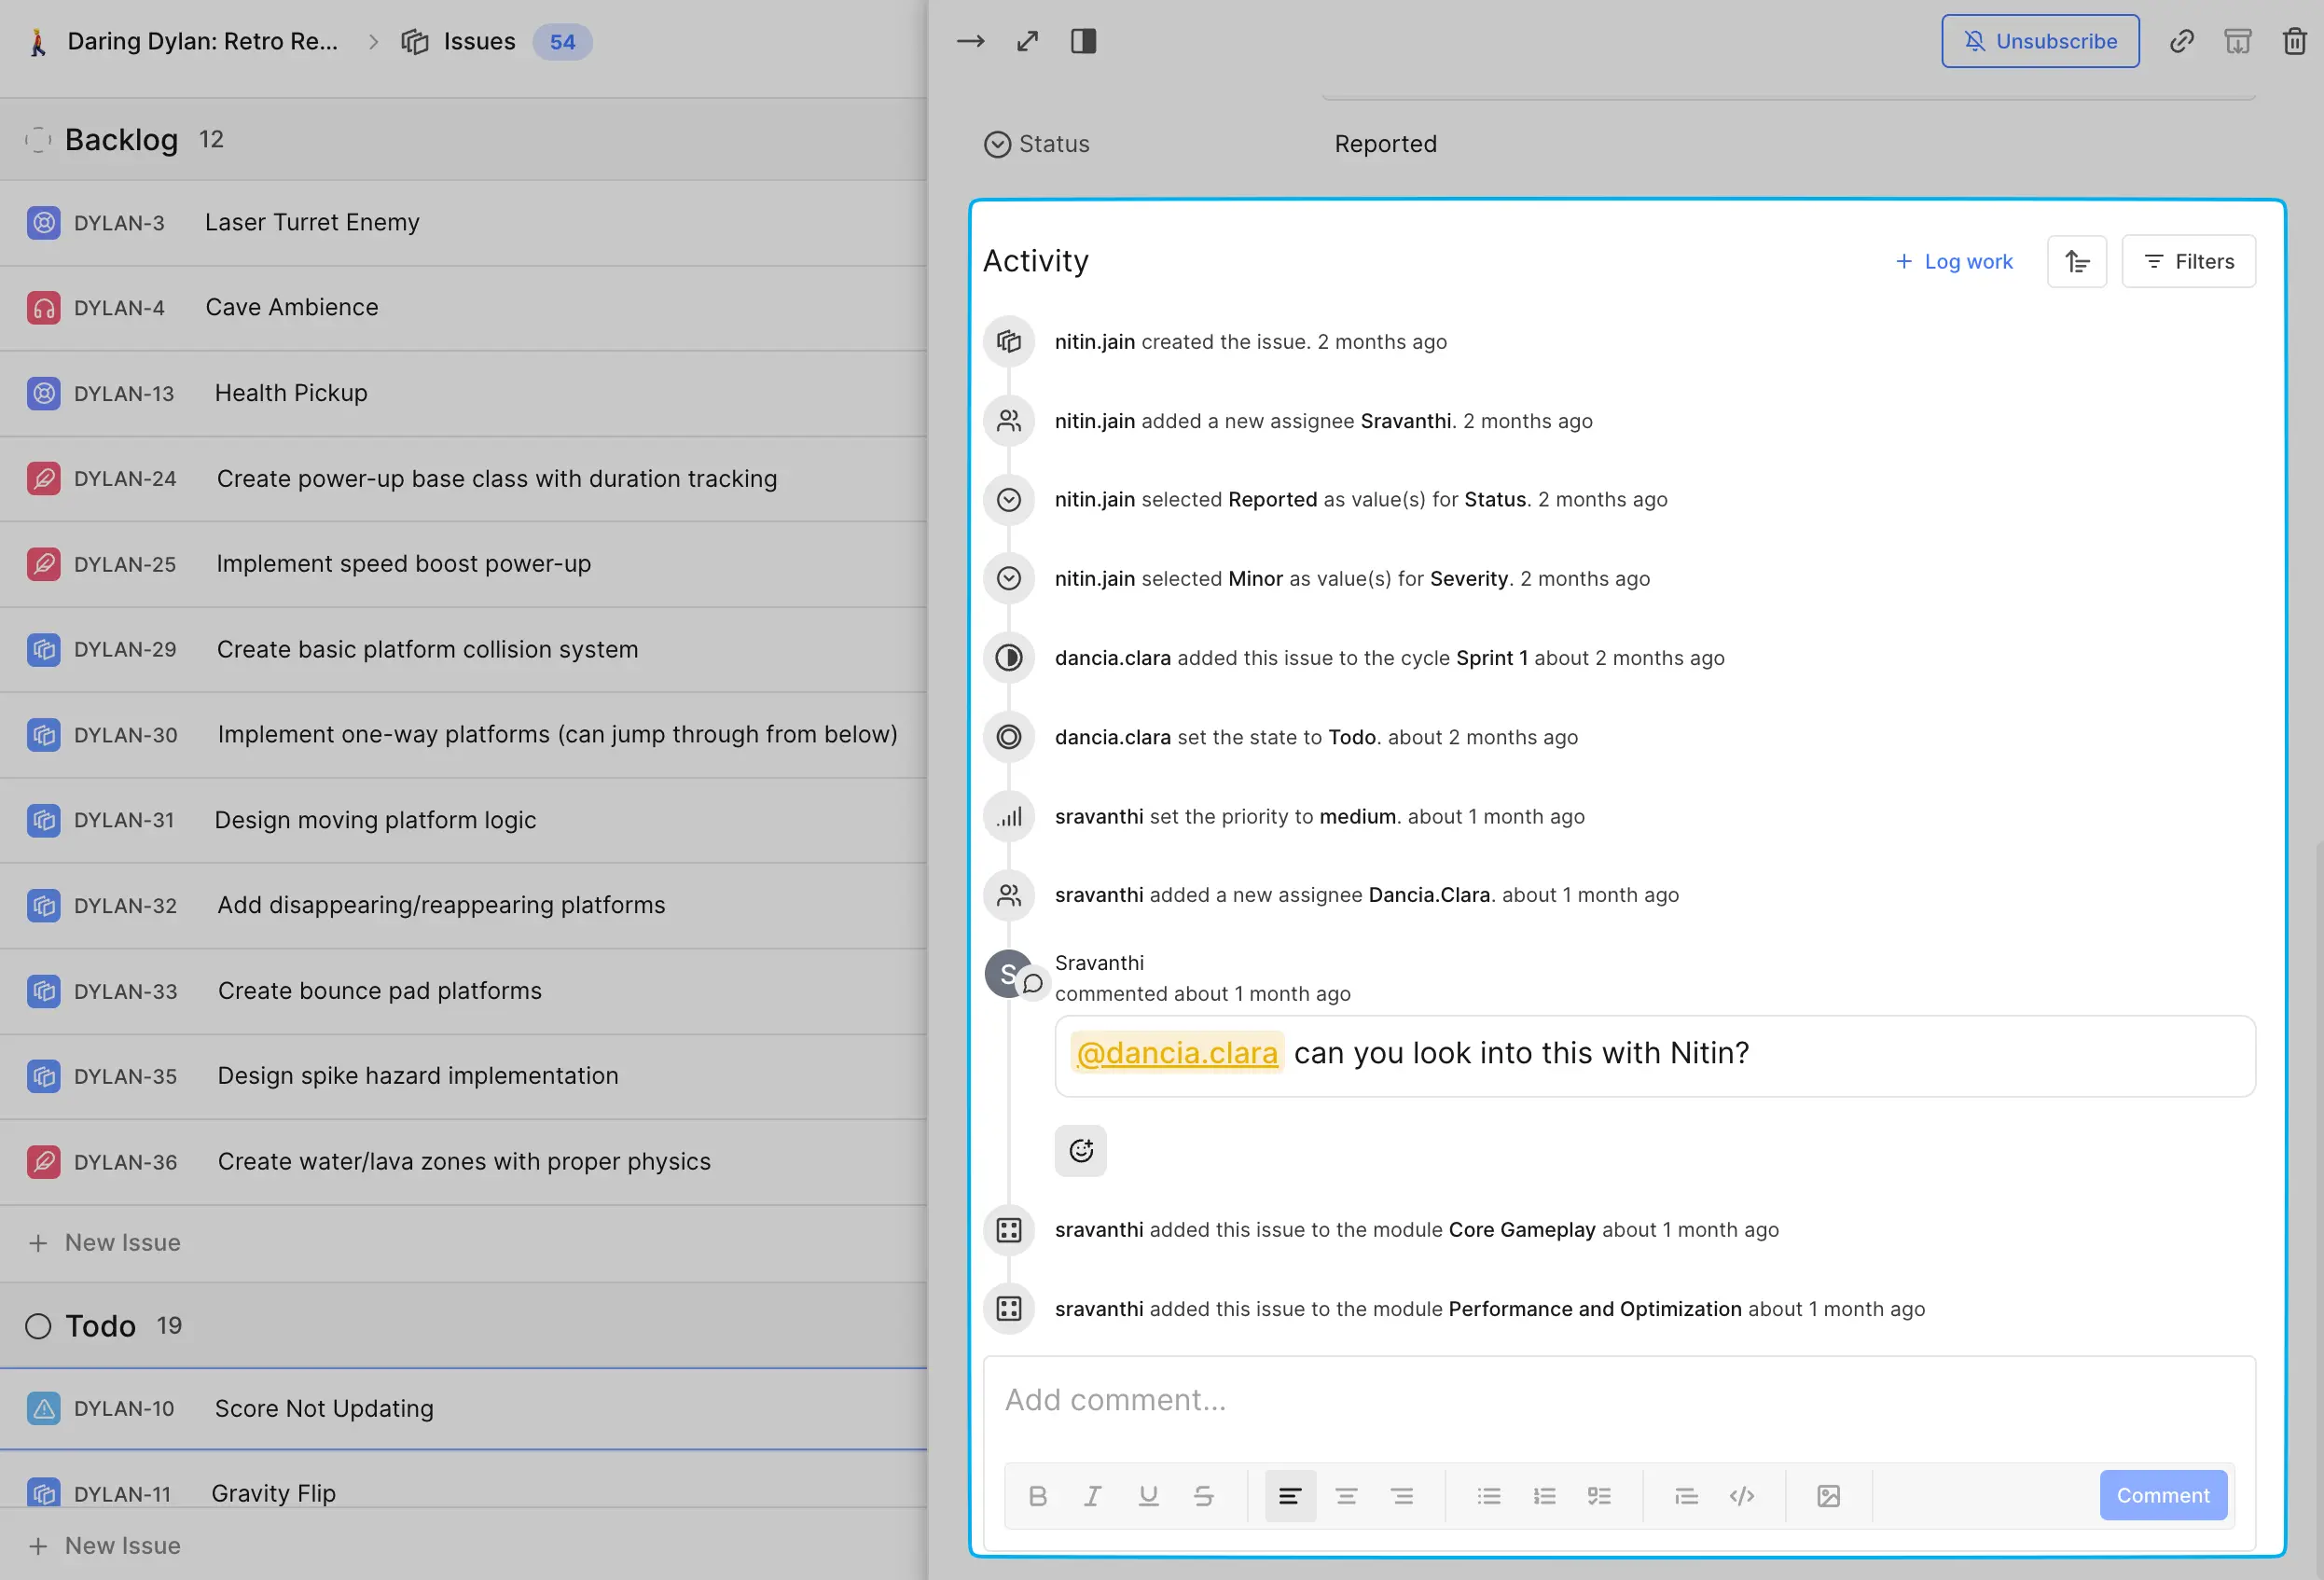 Daring Dylan: Retro Re... Issues 54
Backlog 12
DYLAN-3 Laser Turret Enemy
DYLAN-4 Cave Ambience
DYLAN-13 Health Pickup
DYLAN-24 Create power-up base class with duration tracking
DYLAN-25 Implement speed boost power-up
DYLAN-29 Create basic platform collision system
DYLAN-30 Implement one-way platforms (can jump through from below)
DYLAN-31 Design moving platform logic
DYLAN-32 Add disappearing/reappearing platforms
DYLAN-33 Create bounce pad platforms
DYLAN-35 Design spike hazard implementation
DYLAN-36 Create water/lava zones with proper physics
New Issue
Todo 19
DYLAN-10 Score Not Updating
DYLAN-11 Gravity Flip
New Issue
Unsubscribe
Status Reported
Activity Log work Filters
nitin.jain created the issue. 2 months ago
nitin.jain added a new assignee Sravanthi. 2 months ago
nitin.jain selected Reported as value(s) for Status. 2 months ago
nitin.jain selected Minor as value(s) for Severity. 2 months ago
dancia.clara added this issue to the cycle Sprint 1 about 2 months ago
dancia.clara set the state to Todo. about 2 months ago
sravanthi set the priority to medium. about 1 month ago
sravanthi added a new assignee Dancia.Clara. about 1 month ago
S
Sravanthi
commented about 1 month ago
@dancia.clara can you look into this with Nitin?
sravanthi added this issue to the module Core Gameplay about 1 month ago
sravanthi added this issue to the module Performance and Optimization about 1 month ago
Add comment...
Comment